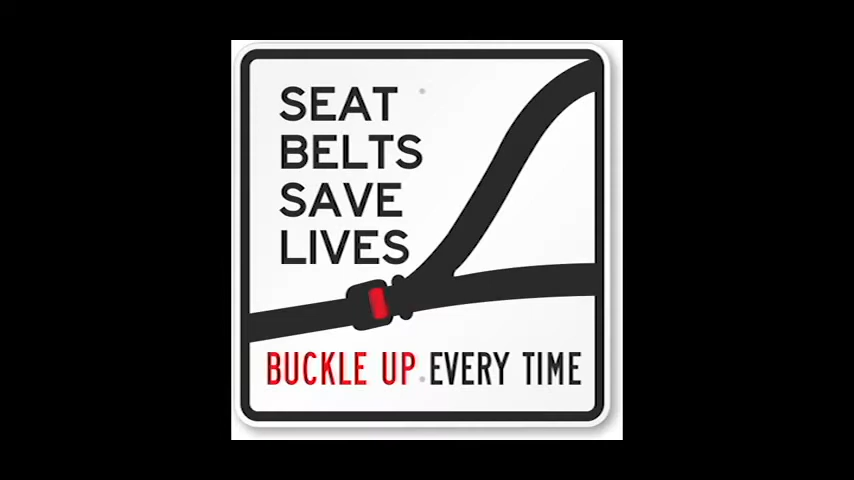 SEAT
BELTS
SAVE
LIVES
BUCKLE UP EVERY TIME